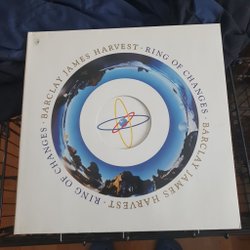 BARCLAY JAMES HARVEST · RING OF CHANGES · BARCLAY JAMES HARVEST · RING OF CHANGES ·